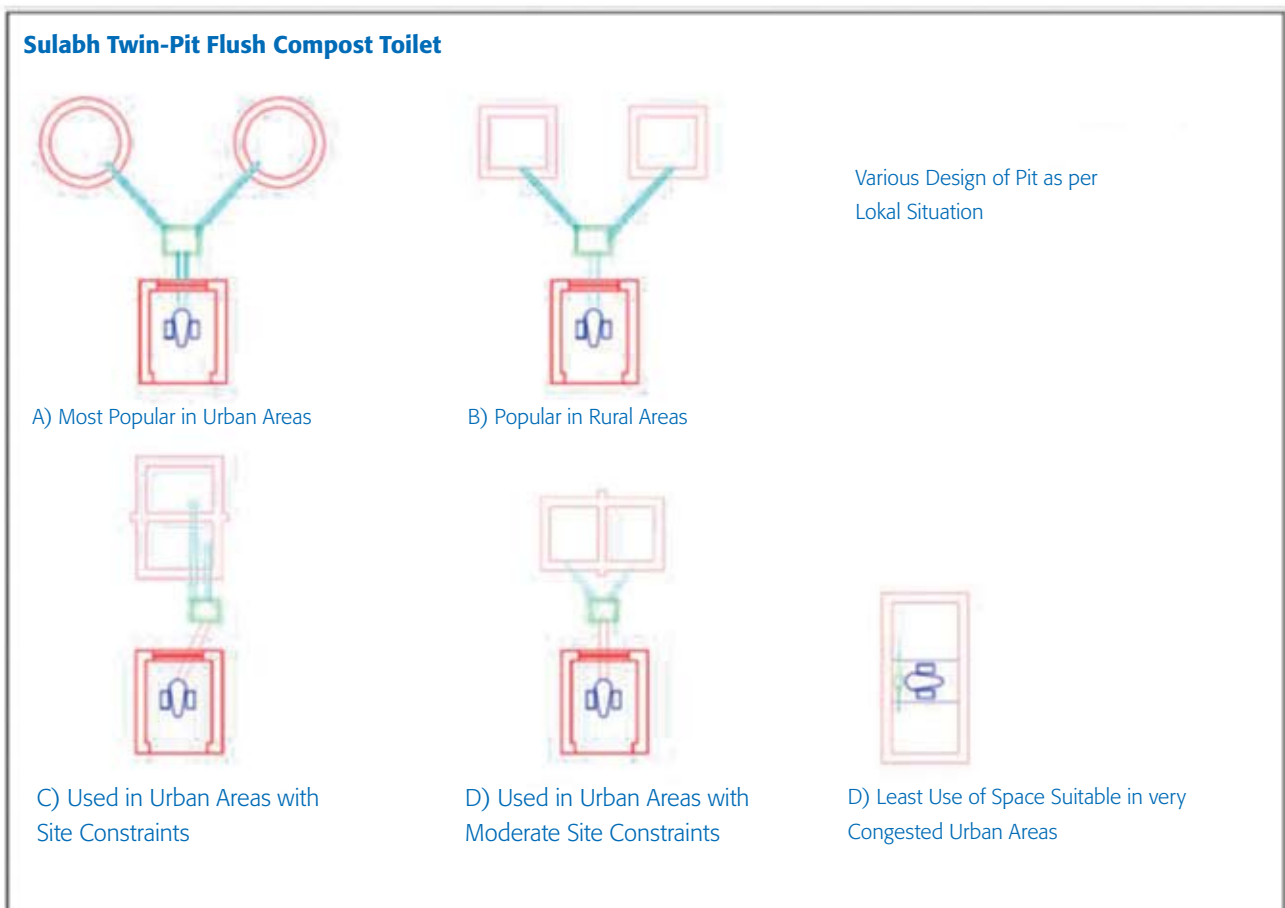 Sulabh Twin-Pit Flush Compost Toilet
Various Design of Pit as per
Lokal Situation
A) Most Popular in Urban Areas
B) Popular in Rural Areas
C) Used in Urban Areas with
Site Constraints
D) Used in Urban Areas with
Moderate Site Constraints
D) Least Use of Space Suitable in very
Congested Urban Areas